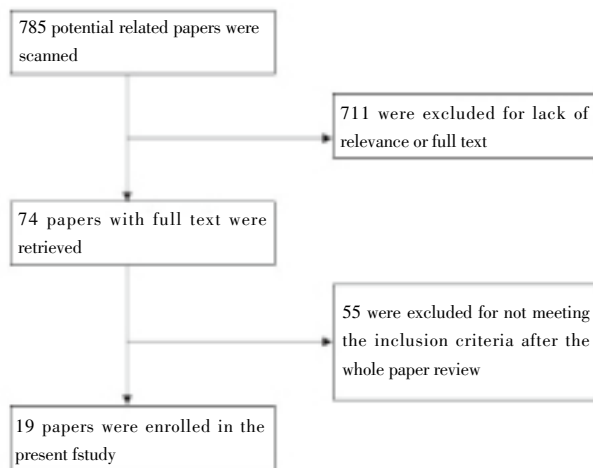 785 potential related papers were
scanned
711 were excluded for lack of
relevance or full text
74 papers with full text were
retrieved
55 were excluded for not meeting
the inclusion criteria after the
whole paper review
19 papers were enrolled in the
present fstudy